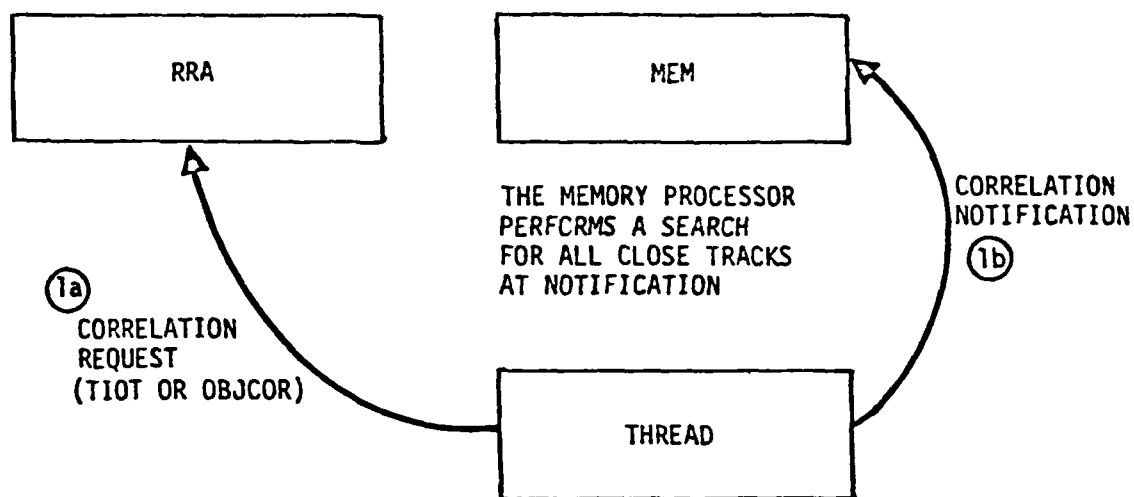 RRA
MEM
THE MEMORY PROCESSOR
PERFCRMS A SEARCH
FOR ALL CLOSE TRACKS
AT NOTIFICATION
CORRELATION
NOTIFICATION
1b
1a
CORRELATION
REQUEST
(TIOT OR OBJCOR)
THREAD